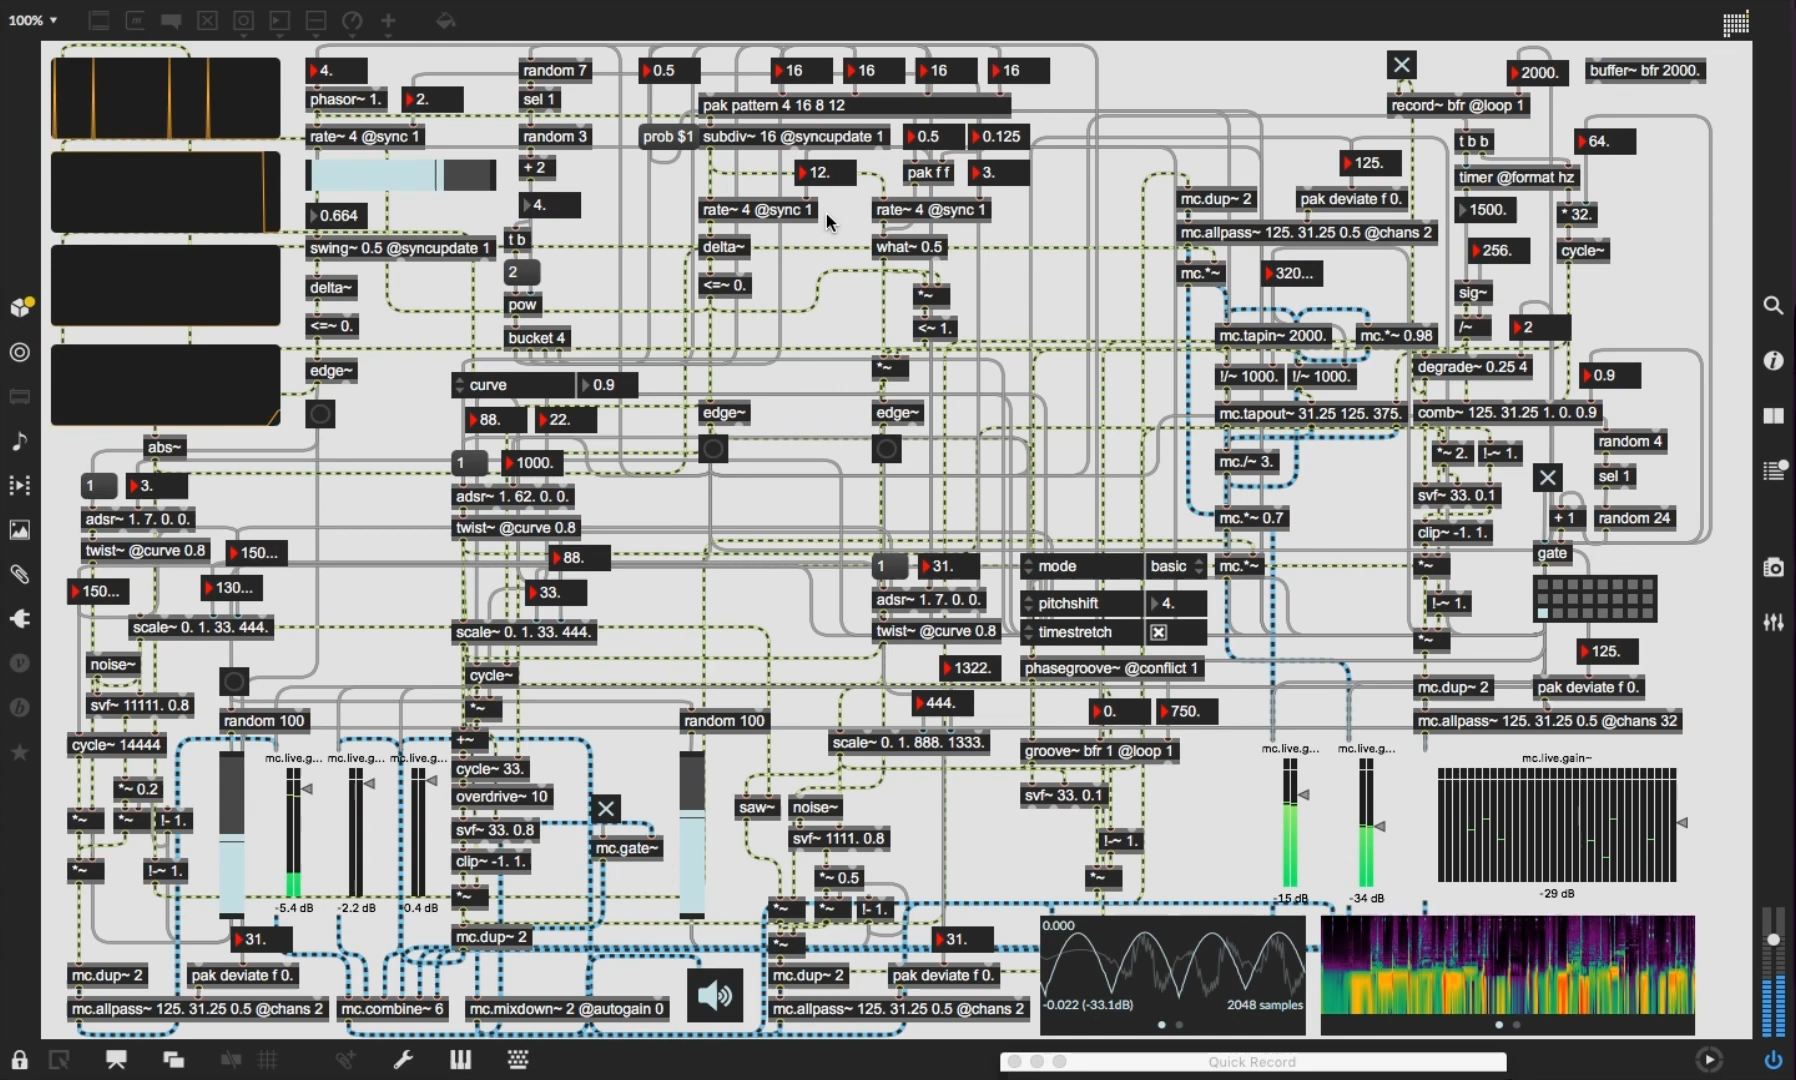 100%
4.
random 7
0.5
16
16
16
16
2000.
buffer~ bfr 2000.
phasor~ 1.
2.
sel 1
pak pattern 4 16 8 12
record~ bfr @loop 1
rate~ 4 @sync 1
random 3
prob $1
subdiv~ 16 @syncupdate 1
0.5
0.125
t b b
64.
+ 2
12.
pak f f
3.
125.
timer @format hz
0.664
4.
rate~ 4 @sync 1
rate~ 4 @sync 1
mc.dup~ 2
pak deviate f 0.
1500.
* 32.
swing~ 0.5 @syncupdate 1
t b
delta~
what~ 0.5
mc.allpass~ 125. 31.25 0.5 @chans 2
256.
cycle~
delta~
2
<=~ 0.
*~
mc.*~
320...
sig~
<=~ 0.
pow
<~ 1.
/~
2
bucket 4
mc.tapin~ 2000.
mc.*~ 0.98
edge~
curve
0.9
*~
!/~ 1000.
!/~ 1000.
degrade~ 0.25 4
0.9
88.
22.
edge~
edge~
mc.tapout~ 31.25 125. 375.
comb~ 125. 31.25 1. 0. 0.9
abs~
random 4
1
1000.
mc./~ 3.
*~ 2.
!-~ 1.
1
3.
adsr~ 1. 62. 0. 0.
svf~ 33. 0.1
sel 1
adsr~ 1. 7. 0. 0.
twist~ @curve 0.8
mc.*~ 0.7
clip~ -1. 1.
+ 1
random 24
twist~ @curve 0.8
150...
88.
1
31.
mode
basic
mc.*~
*~
gate
150...
130...
33.
adsr~ 1. 7. 0. 0.
pitchshift
4.
!-~ 1.
scale~ 0. 1. 33. 444.
scale~ 0. 1. 33. 444.
twist~ @curve 0.8
timestretch
*~
noise~
cycle~
1322.
phasegroove~ @conflict 1
125.
svf~ 11111. 0.8
*~
444.
0.
750.
mc.dup~ 2
pak deviate f 0.
random 100
random 100
mc.allpass~ 125. 31.25 0.5 @chans 32
cycle~ 14444
+~
scale~ 0. 1. 888. 1333.
groove~ bfr 1 @loop 1
mc.live.g...
mc.live.g...
mc.live.g...
mc.live.g...
mc.live.g...
mc.live.gain~
*~ 0.2
cycle~ 33.
overdrive~ 10
svf~ 33. 0.1
*~
*~
!- 1.
saw~
noise~
svf~ 33. 0.8
mc.gate~
svf~ 1111. 0.8
!-~ 1.
*~
!-~ 1.
clip~ -1. 1.
*~ 0.5
*~
*~
-5.4 dB
-2.2 dB
0.4 dB
*~
*~
!- 1.
-15 dB
-34 dB
-29 dB
31.
mc.dup~ 2
*~
31.
0.000
mc.dup~ 2
pak deviate f 0.
mc.dup~ 2
pak deviate f 0.
mc.allpass~ 125. 31.25 0.5 @chans 2
mc.combine~ 6
mc.mixdown~ 2 @autogain 0
mc.allpass~ 125. 31.25 0.5 @chans 2
-0.022 (-33.1dB)
2048 samples
Quick Record